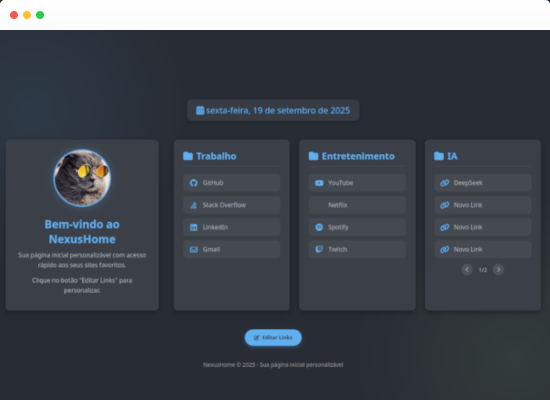 sexta-feira, 19 de setembro de 2025
Bem-vindo ao
NexusHome
Sua página inicial personalizável com acesso
rápido aos seus sites favoritos.
Clique no botão "Editar Links" para
personalizar.
Trabalho
GitHub
Stack Overflow
LinkedIn
Gmail
Entretenimento
YouTube
Netflix
Spotify
Twitch
IA
DeepSeek
Novo Link
Novo Link
Novo Link
1/2
Editar Links
NexusHome © 2025 - Sua página inicial personalizável